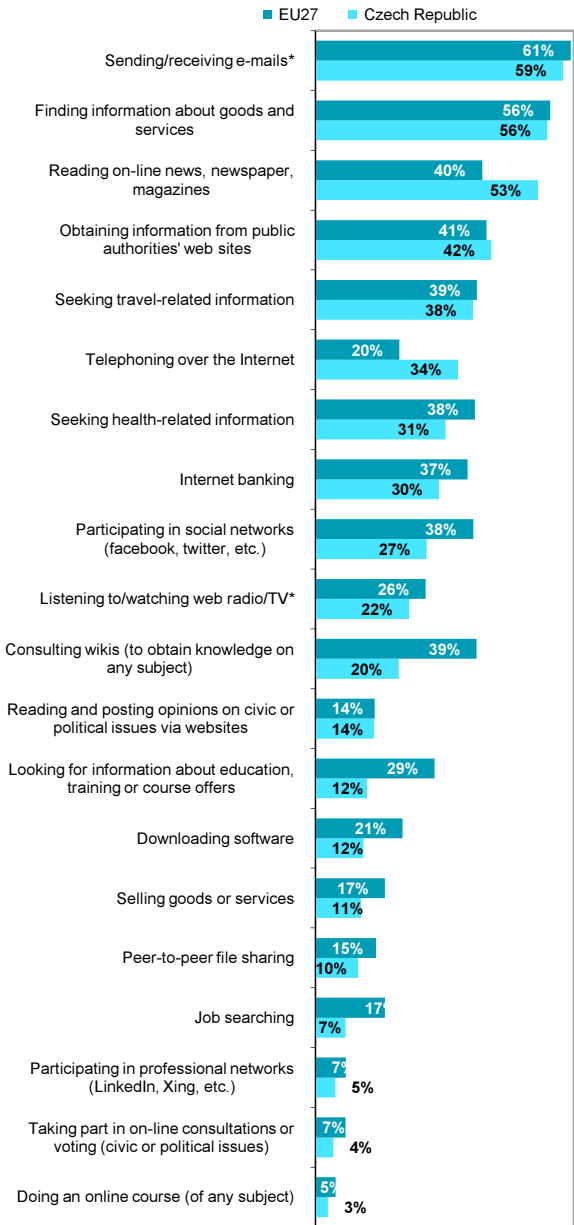 EU27 Czech Republic
Sending/receiving e-mails*
61%
59%
Finding information about goods and
services
56%
56%
Reading on-line news, newspaper,
magazines
40%
53%
Obtaining information from public
authorities' web sites
41%
42%
Seeking travel-related information
39%
38%
Telephoning over the Internet
20%
34%
Seeking health-related information
38%
31%
Internet banking
37%
30%
Participating in social networks
(facebook, twitter, etc.)
38%
27%
Listening to/watching web radio/TV*
26%
22%
Consulting wikis (to obtain knowledge on
any subject)
39%
20%
Reading and posting opinions on civic or
political issues via websites
14%
14%
Looking for information about education,
training or course offers
29%
12%
Downloading software
21%
12%
Selling goods or services
17%
11%
Peer-to-peer file sharing
15%
10%
Job searching
17%
7%
Participating in professional networks
(LinkedIn, Xing, etc.)
7%
5%
Taking part in on-line consultations or
voting (civic or political issues)
7%
4%
Doing an online course (of any subject)
5%
3%